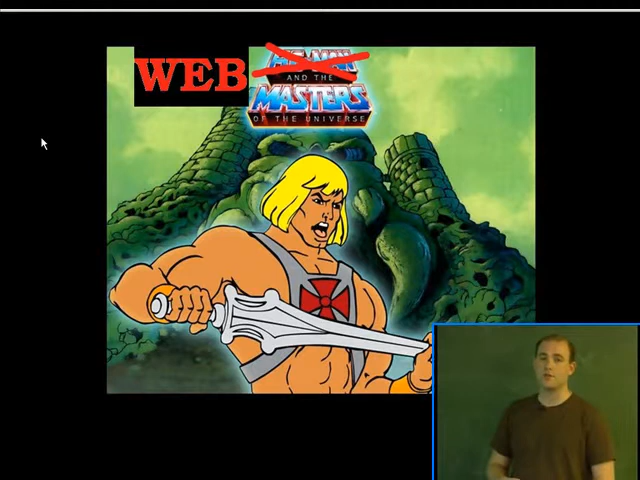 WEB
HE-MAN
AND THE
MASTERS
OF THE UNIVERSE